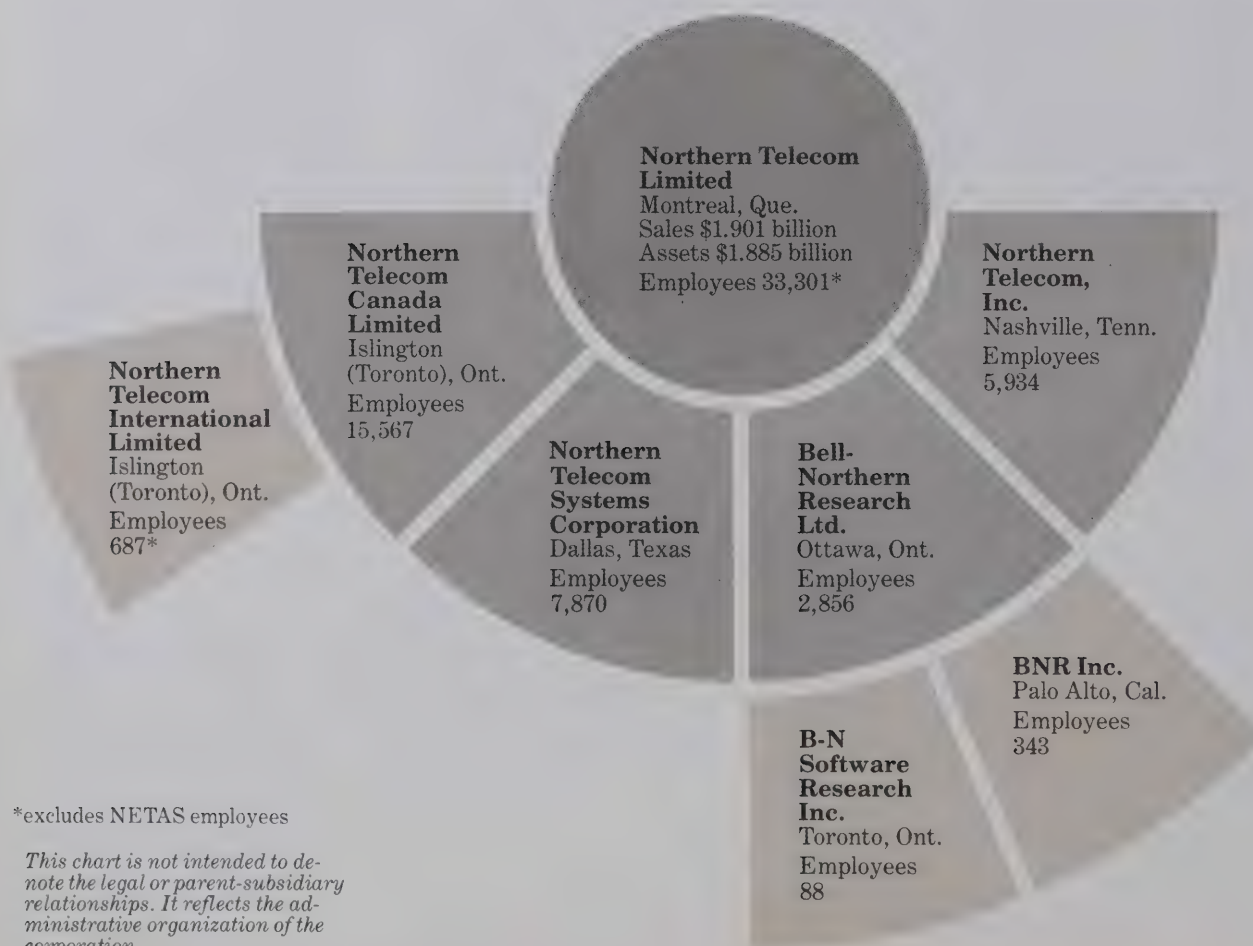 Northern Telecom
Limited
Montreal, Que.
Sales $1.901 billion
Assets $1.885 billion
Employees 33,301*
Northern
Telecom
Canada
Limited
Islington
(Toronto), Ont.
Employees
15,567
Northern
Telecom,
Inc.
Nashville, Tenn.
Employees
5,934
Northern
Telecom
International
Limited
Islington
(Toronto), Ont.
Employees
687*
Northern
Telecom
Systems
Corporation
Dallas, Texas
Employees
7,870
Bell-
Northern
Research
Ltd.
Ottawa, Ont.
Employees
2,856
BNR Inc.
Palo Alto, Cal.
Employees
343
B-N
Software
Research
Inc.
Toronto, Ont.
Employees
88
*excludes NETAS employees
This chart is not intended to de-
note the legal or parent-subsidiary
relationships. It reflects the ad-
ministrative organization of the
corporation